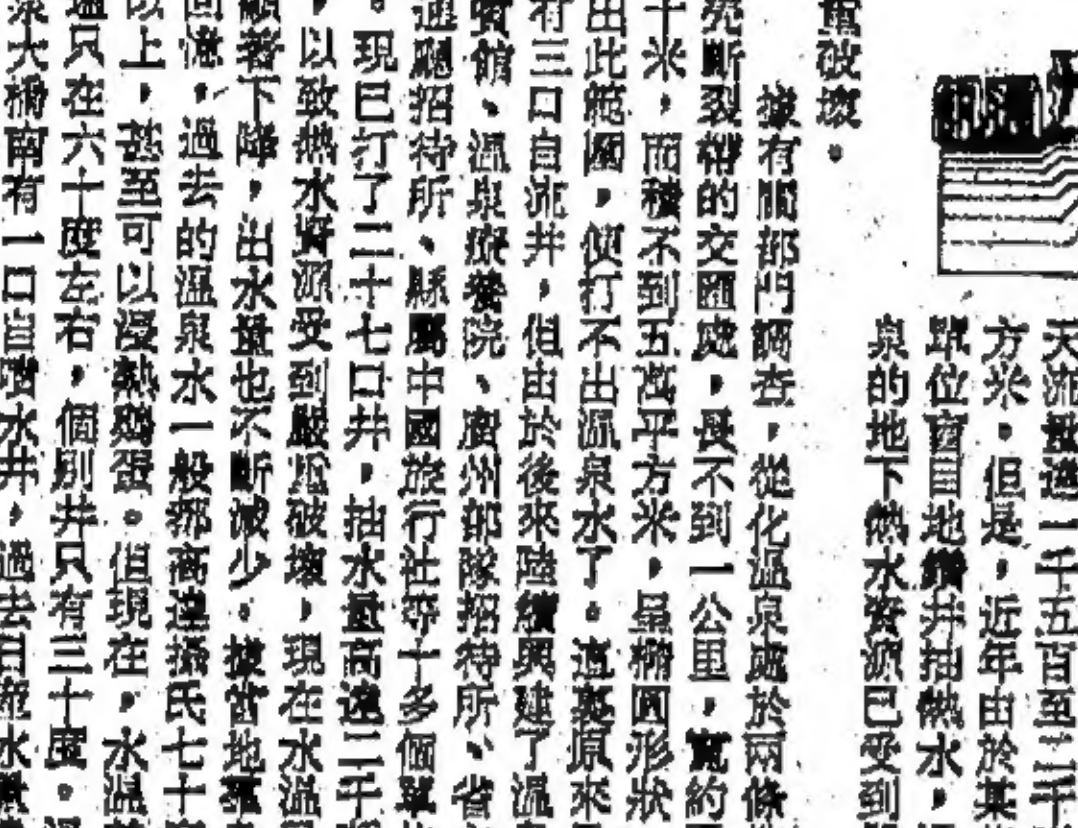 天流量達一千五百至三千
方米。但是，近年由於某
單位盲目地鑽井抽熱水，
泉的地下熱水資源已受到
重破壞。
據有關部門調查，從化溫泉處於兩條
斷裂帶的交匯處，長不到一公里，寬約
十米，面積不到五萬平方米，呈橢圓形狀
出此範圍，便打不出溫泉水了。這裏原來
有三口自流井，但由於後來陸續興建了溫
賓館、溫泉療養院、廣州部隊招待所、省
通廳招待所、縣屬中國旅行社等十多個單
。現已打了二十七口井，抽水量高達三千
，以致熱水資源受到嚴重破壞，現在水溫
顯著下降，出水量也不斷減少。據當地羣
回憶，過去的溫泉水一般都高達攝氏七十
以上，甚至可以浸熟鷄蛋。但現在，水溫
遍只在六十度左右，個別井只有三十度。
泉大橋南有一口自噴水井，過去自流水